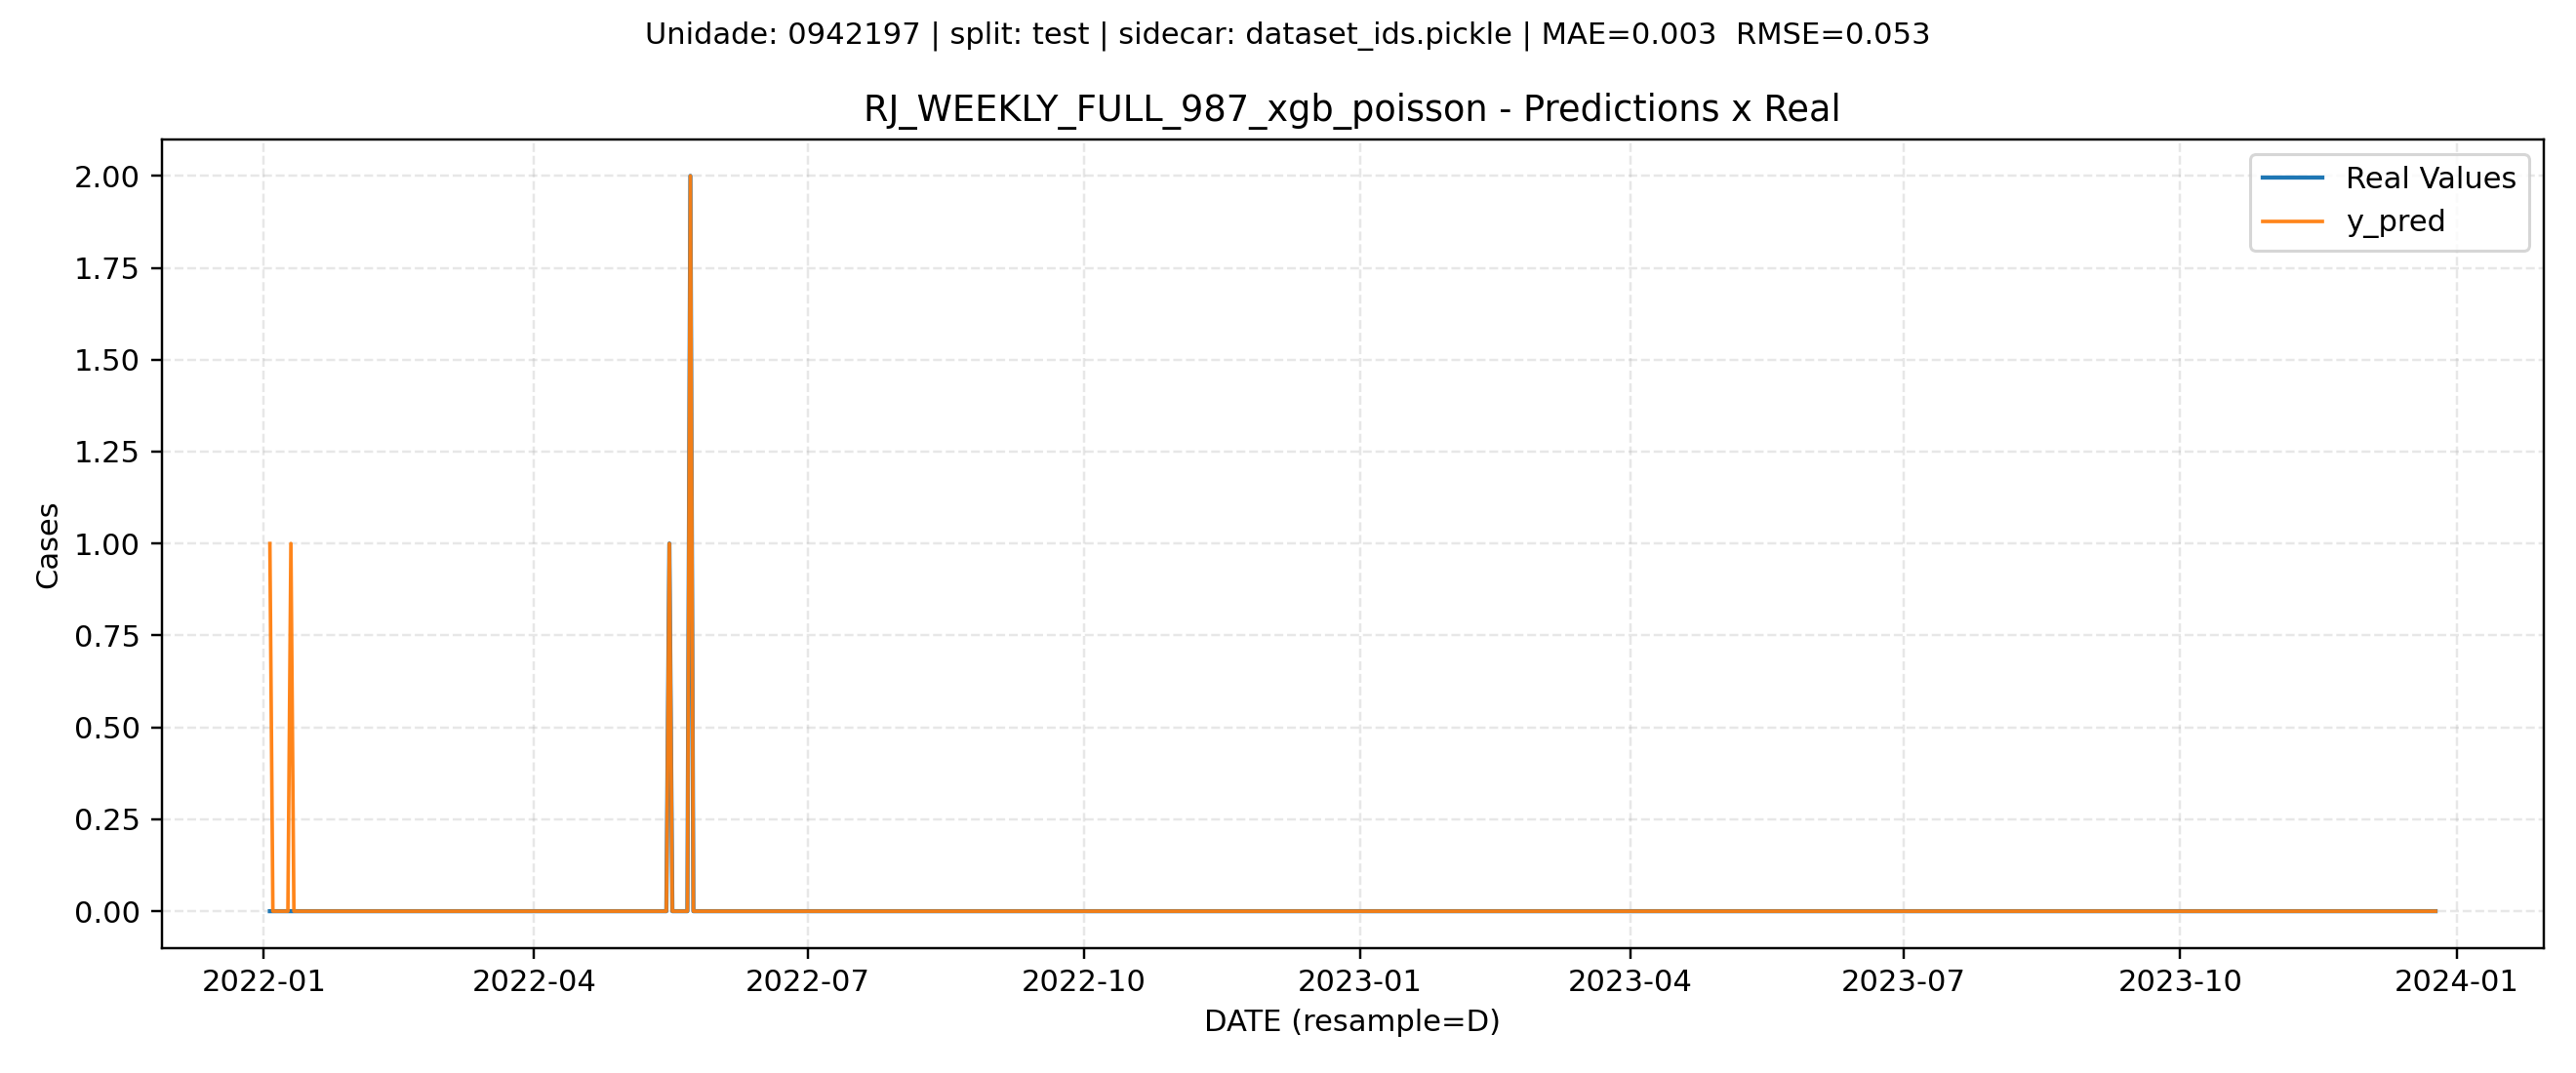 Unidade: 0942197 | split: test | sidecar: dataset_ids.pickle | MAE=0.003  RMSE=0.053
RJ_WEEKLY_FULL_987_xgb_poisson - Predictions x Real
Real Values
y_pred
2.00
1.75
1.50
1.25
1.00
0.75
0.50
0.25
0.00
Cases
2022-01 2022-04 2022-07 2022-10 2023-01 2023-04 2023-07 2023-10 2024-01
DATE (resample=D)